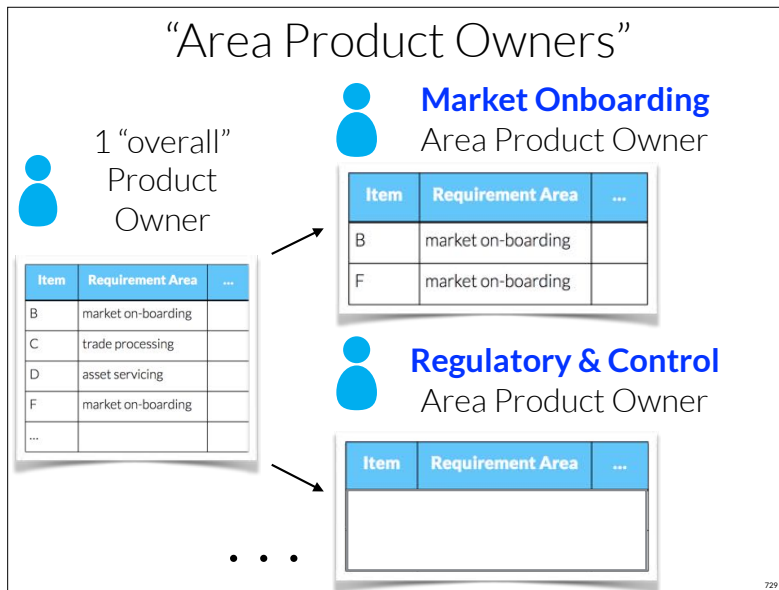 “Area Product Owners”
1 “overall”
Product
Owner
Item Requirement Area ...
B market on-boarding
C trade processing
D asset servicing
F market on-boarding
...
Market Onboarding
Area Product Owner
Item Requirement Area ...
B market on-boarding
F market on-boarding
Regulatory & Control
Area Product Owner
Item Requirement Area ...
. . .
729